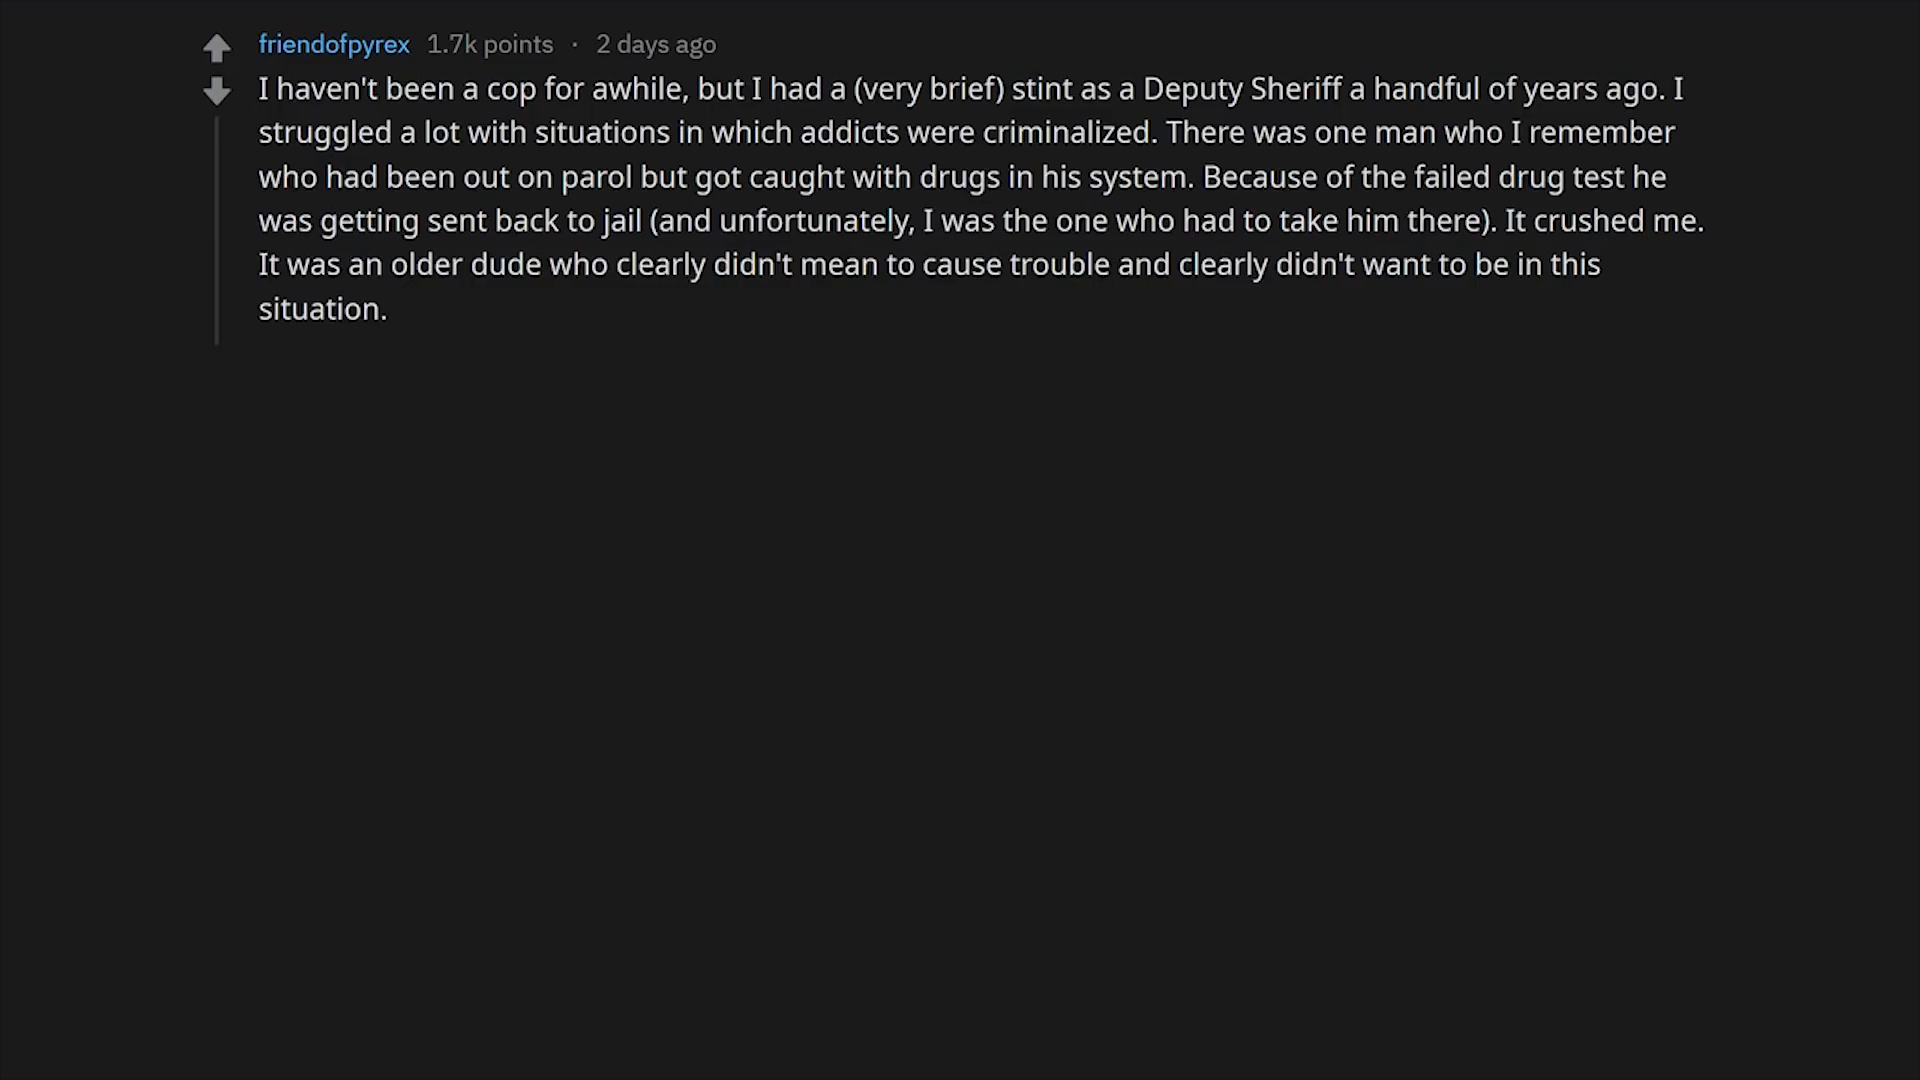 friendofpyrex 1.7k points · 2 days ago
I haven't been a cop for awhile, but I had a (very brief) stint as a Deputy Sheriff a handful of years ago. I
struggled a lot with situations in which addicts were criminalized. There was one man who I remember
who had been out on parol but got caught with drugs in his system. Because of the failed drug test he
was getting sent back to jail (and unfortunately, I was the one who had to take him there). It crushed me.
It was an older dude who clearly didn't mean to cause trouble and clearly didn't want to be in this
situation.